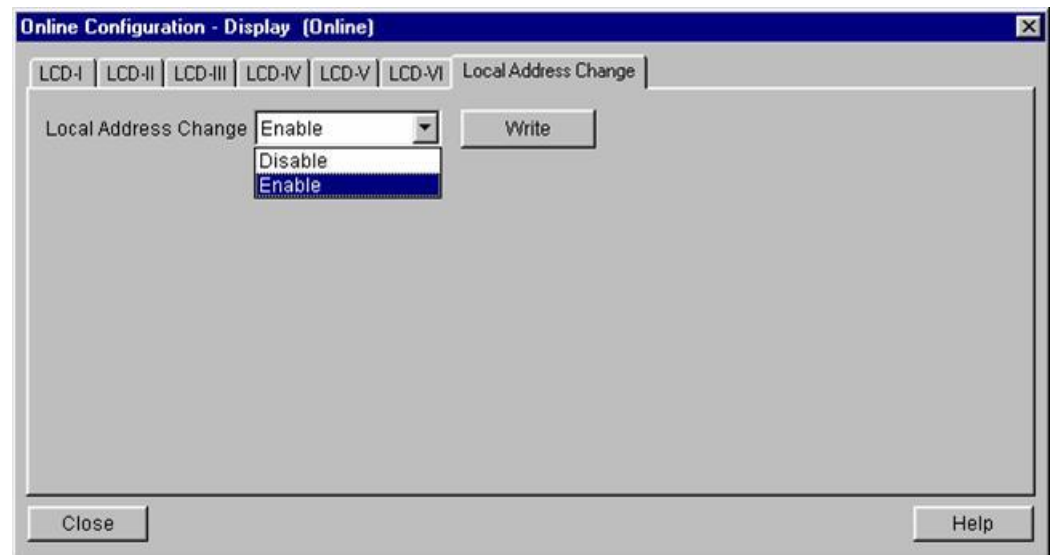 Online Configuration - Display (Online)
LCD-I LCD-II LCD-III LCD-IV LCD-V LCD-VI Local Address Change
Local Address Change Enable Write
Disable
Enable
Close Help